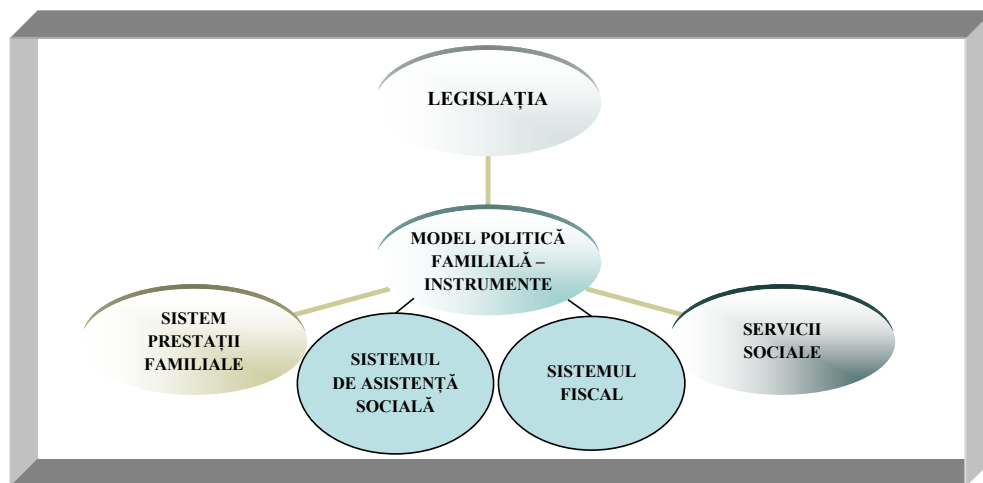 LEGISLAȚIA
MODEL POLITICĂ
FAMILIALĂ –
INSTRUMENTE
SISTEM
PRESTAȚII
FAMILIALE
SISTEMUL
DE ASISTENȚĂ
SOCIALĂ
SISTEMUL
FISCAL
SERVICII
SOCIALE